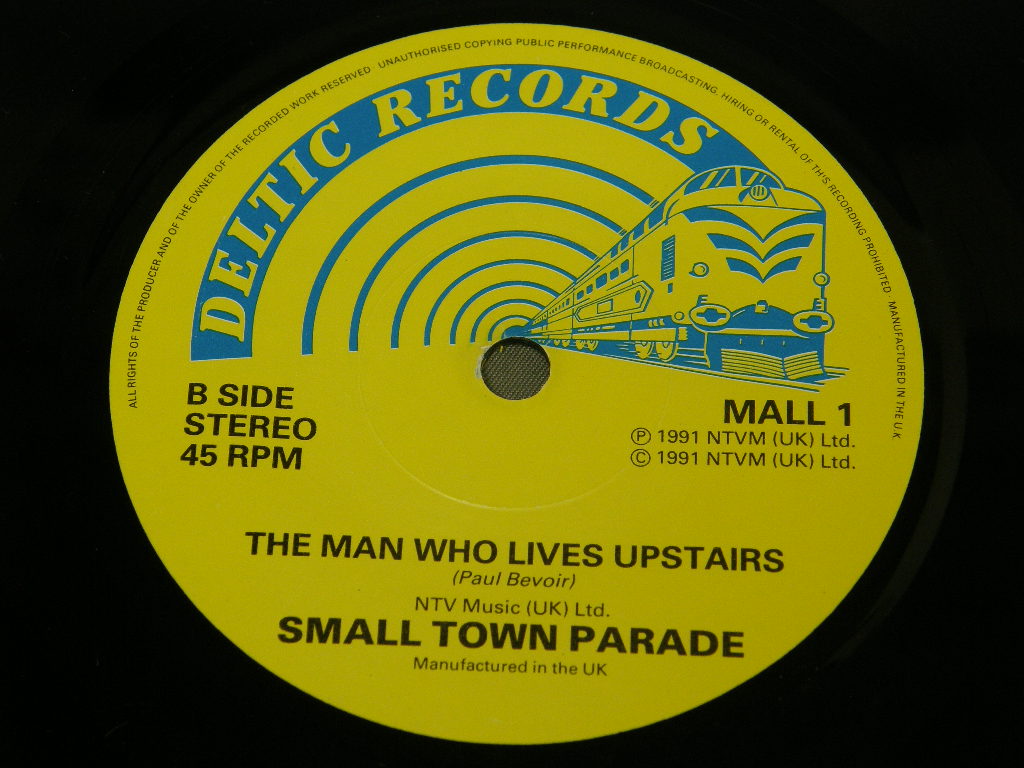 ALL RIGHTS OF THE PRODUCER AND OF THE OWNER OF THE RECORDED WORK RESERVED · UNAUTHORISED COPYING PUBLIC PERFORMANCE BROADCASTING. HIRING OR RENTAL OF THIS RECORDING PROHIBITED · MANUFACTURED IN THE U.K.
DELTIC RECORDS
B SIDE
STEREO
45 RPM
MALL 1
Ⓟ 1991 NTVM (UK) Ltd.
© 1991 NTVM (UK) Ltd.
THE MAN WHO LIVES UPSTAIRS
(Paul Bevoir)
NTV Music (UK) Ltd.
SMALL TOWN PARADE
Manufactured in the UK